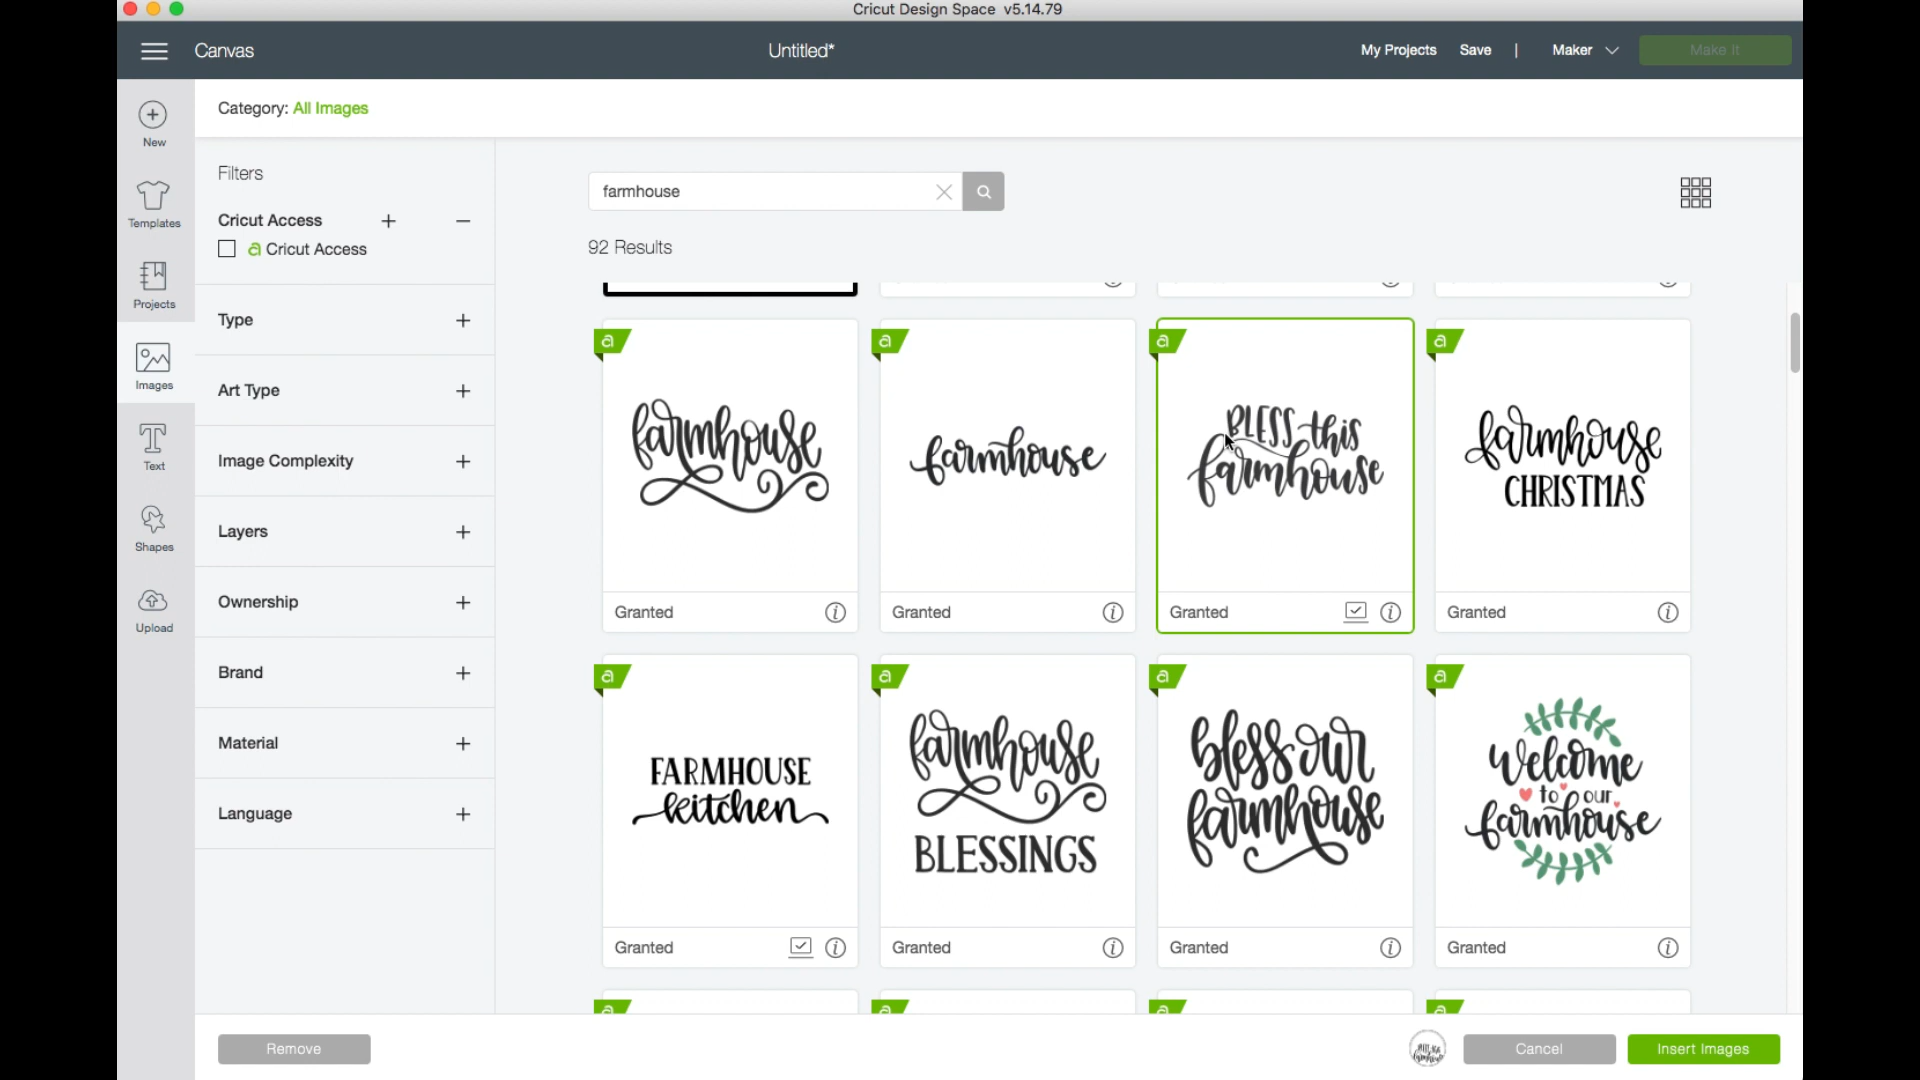 Cricut Design Space v5.14.79
Canvas
Untitled*
My Projects
Save
|
Maker
Make It
New
Templates
Projects
Images
Text
Shapes
Upload
Category: All Images
Filters
Cricut Access
a Cricut Access
Type
Art Type
Image Complexity
Layers
Ownership
Brand
Material
Language
farmhouse
92 Results
a
farmhouse
Granted
a
farmhouse
Granted
a
BLESS this
farmhouse
Granted
a
farmhouse
CHRISTMAS
Granted
a
FARMHOUSE
kitchen
Granted
a
farmhouse
BLESSINGS
Granted
a
bless our
farmhouse
Granted
a
Welcome
to our
farmhouse
Granted
Remove
Cancel
Insert Images